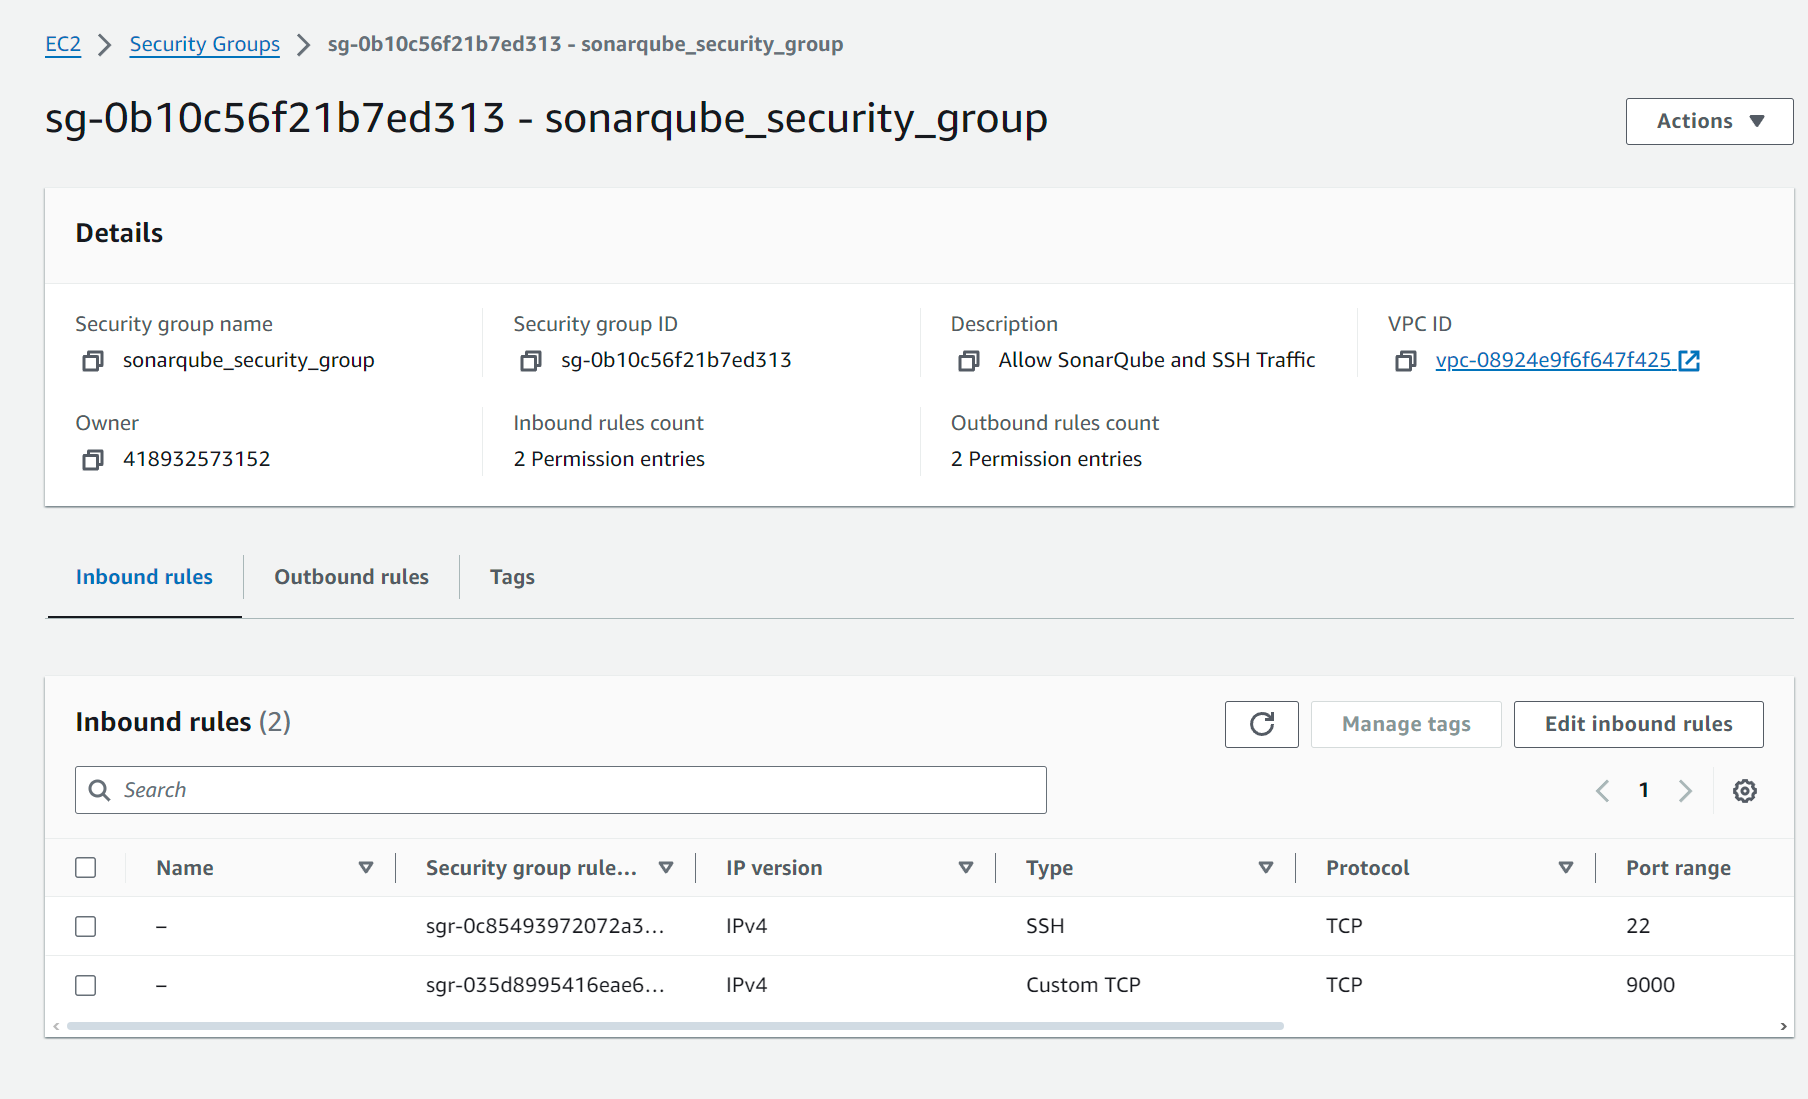 EC2 > Security Groups > sg-0b10c56f21b7ed313 - sonarqube_security_group
sg-0b10c56f21b7ed313 - sonarqube_security_group
Actions
Details
Security group name
sonarqube_security_group
Security group ID
sg-0b10c56f21b7ed313
Description
Allow SonarQube and SSH Traffic
VPC ID
vpc-08924e9f6f647f425
Owner
418932573152
Inbound rules count
2 Permission entries
Outbound rules count
2 Permission entries
Inbound rules
Outbound rules
Tags
Inbound rules (2)
Manage tags
Edit inbound rules
Search
1
Name Security group rule... IP version Type Protocol Port range
– sgr-0c85493972072a3... IPv4 SSH TCP 22
– sgr-035d8995416eae6... IPv4 Custom TCP TCP 9000